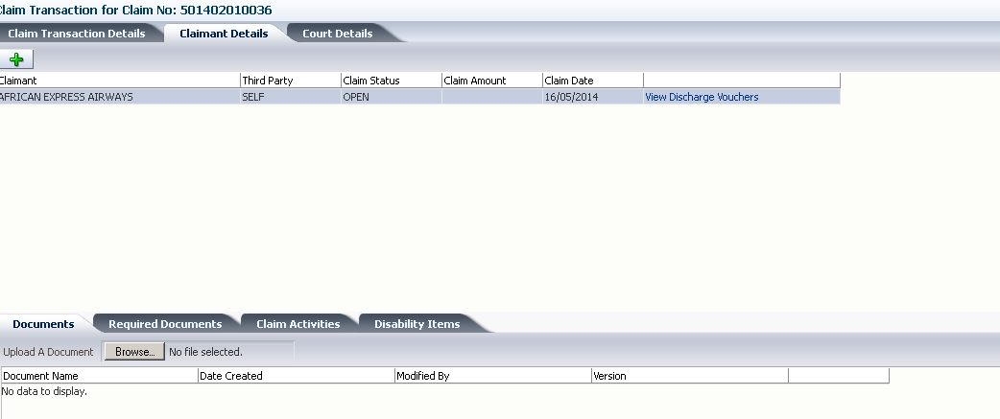 Claim Transaction for Claim No: 501402010036
Claim Transaction Details Claimant Details Court Details
Claimant Third Party Claim Status Claim Amount Claim Date
AFRICAN EXPRESS AIRWAYS SELF OPEN 16/05/2014 View Discharge Vouchers
Documents Required Documents Claim Activities Disability Items
Upload A Document Browse... No file selected.
Document Name Date Created Modified By Version
No data to display.